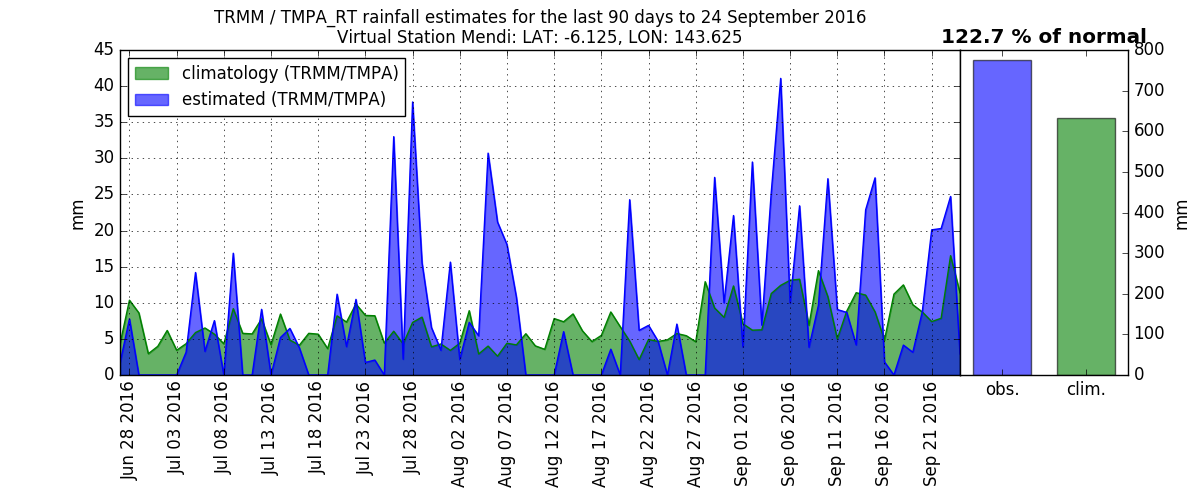 TRMM / TMPA_RT rainfall estimates for the last 90 days to 24 September 2016
Virtual Station Mendi: LAT: -6.125, LON: 143.625
122.7 % of normal
climatology (TRMM/TMPA)
estimated (TRMM/TMPA)
45
40
35
30
25
20
15
10
5
0
mm
800
700
600
500
400
300
200
100
0
mm
Jun 28 2016
Jul 03 2016
Jul 08 2016
Jul 13 2016
Jul 18 2016
Jul 23 2016
Jul 28 2016
Aug 02 2016
Aug 07 2016
Aug 12 2016
Aug 17 2016
Aug 22 2016
Aug 27 2016
Sep 01 2016
Sep 06 2016
Sep 11 2016
Sep 16 2016
Sep 21 2016
obs.
clim.